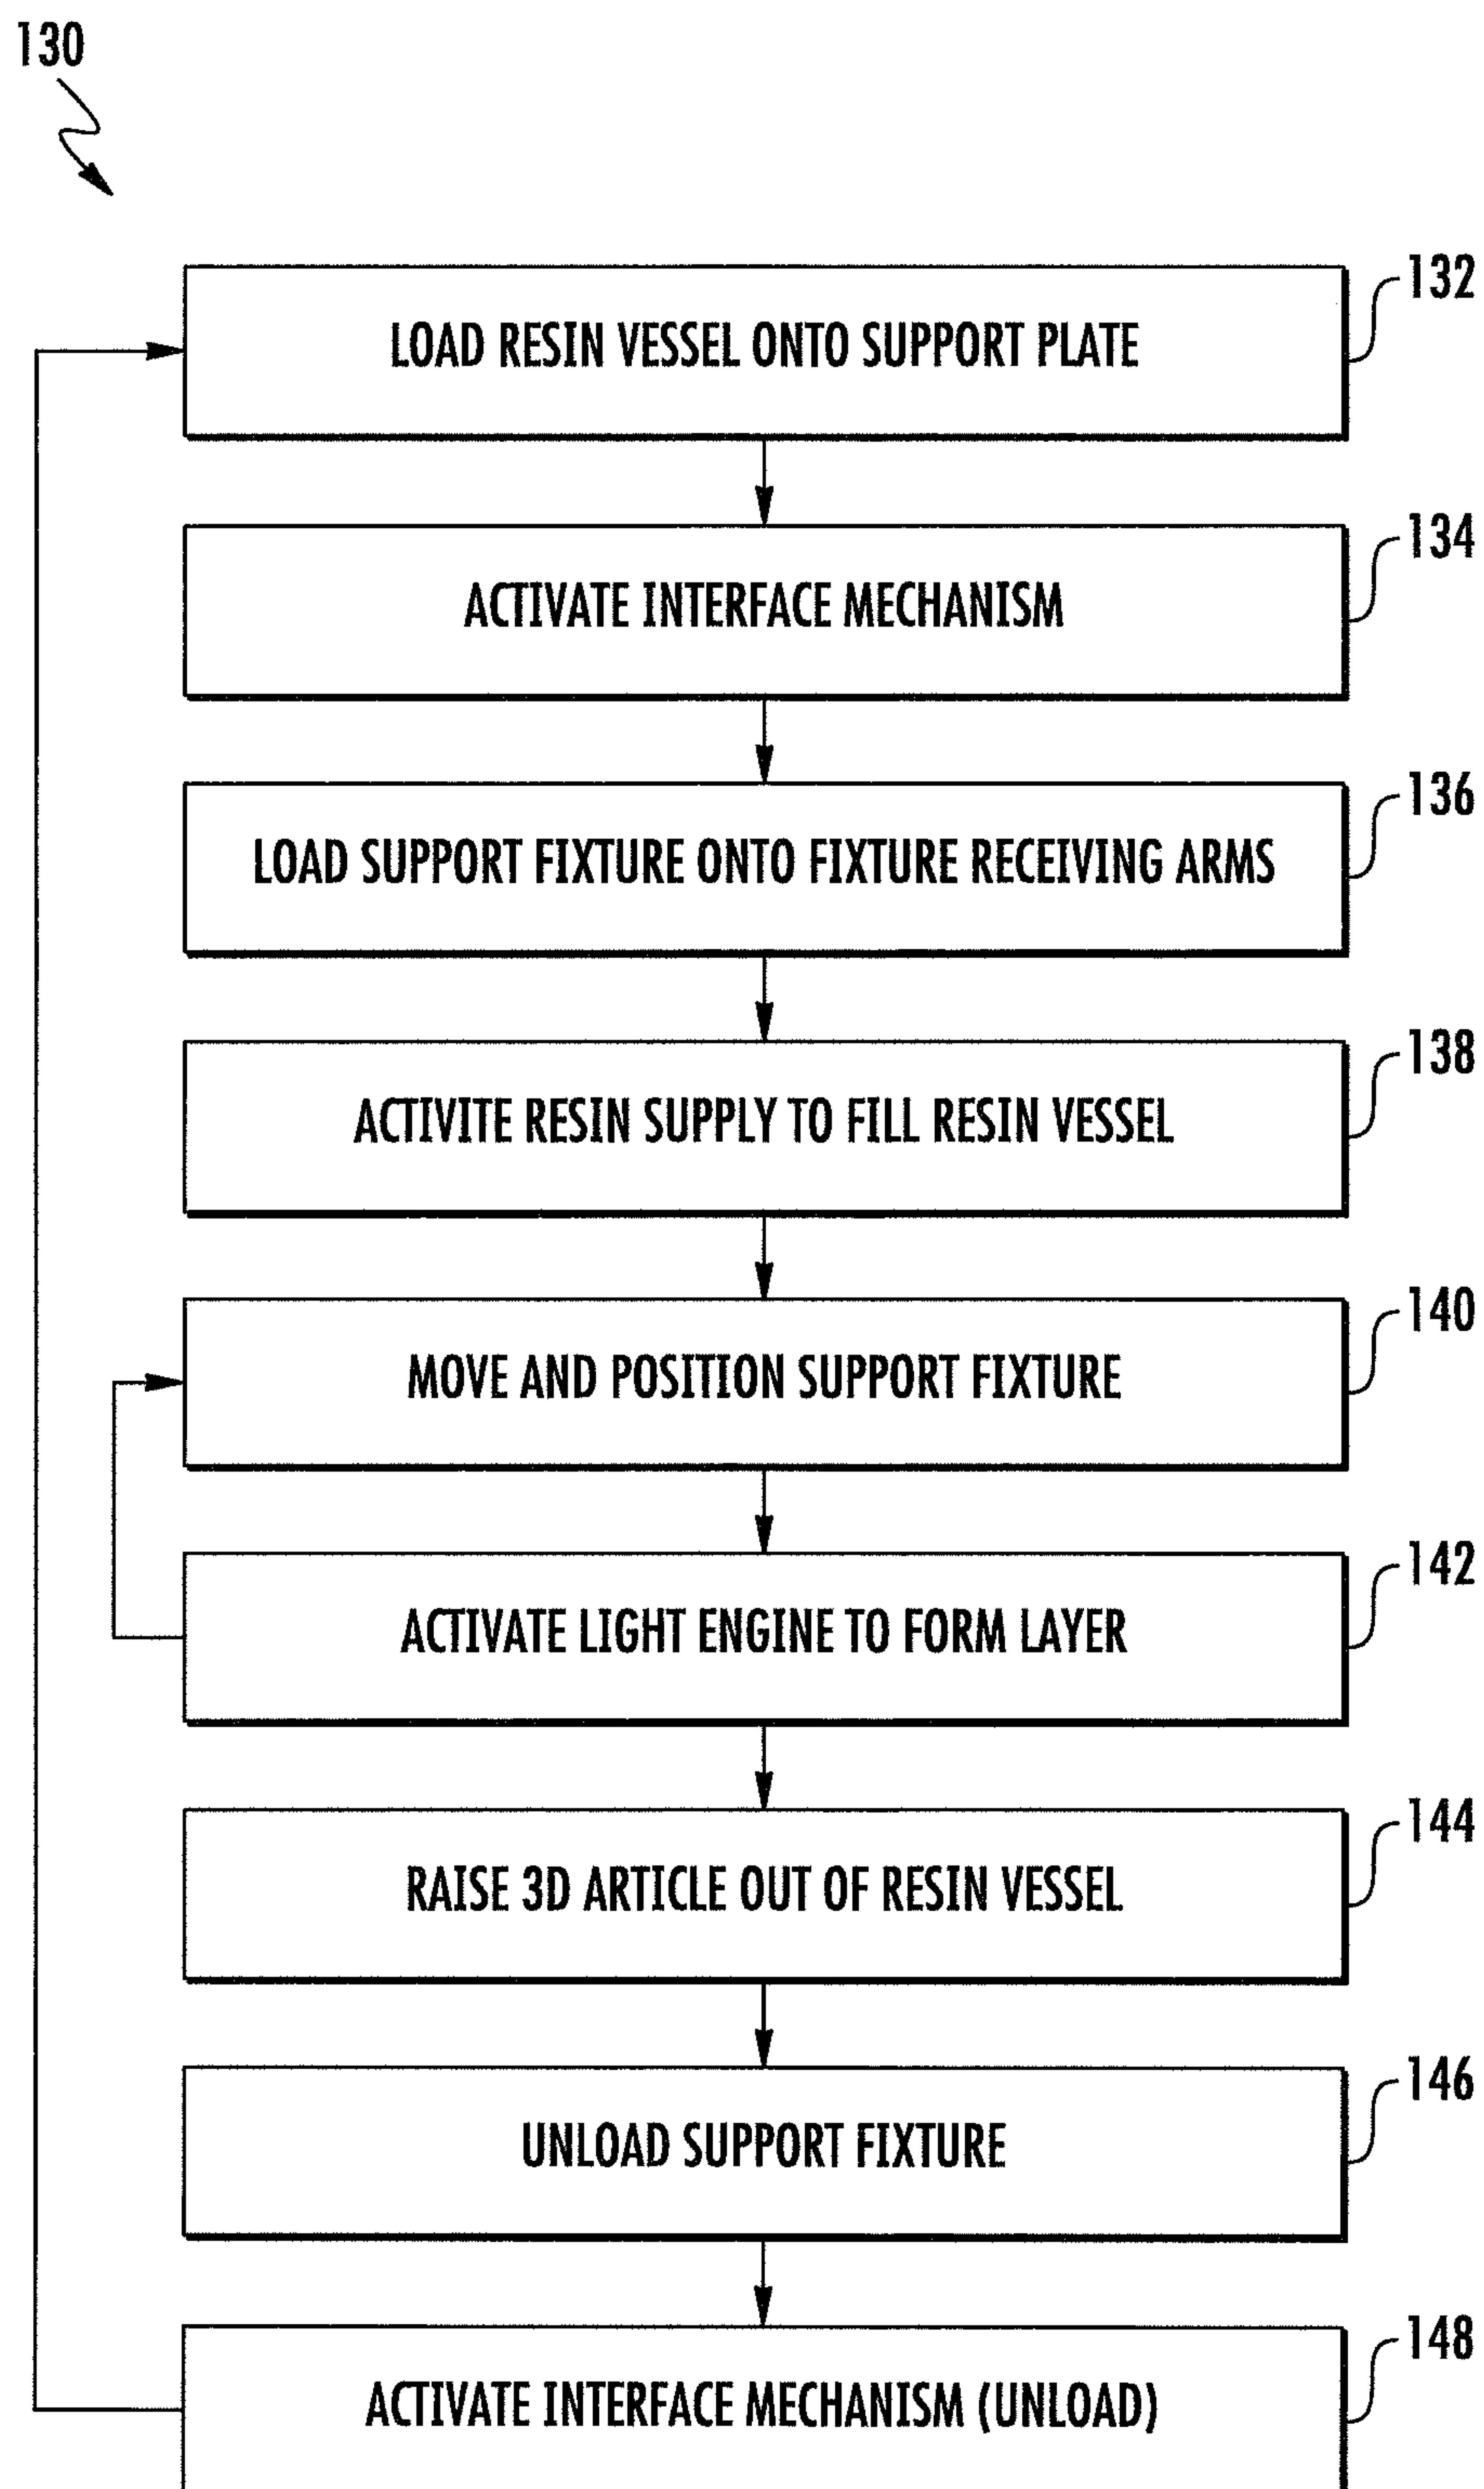 130
LOAD RESIN VESSEL ONTO SUPPORT PLATE
132
ACTIVATE INTERFACE MECHANISM
134
LOAD SUPPORT FIXTURE ONTO FIXTURE RECEIVING ARMS
136
ACTIVITE RESIN SUPPLY TO FILL RESIN VESSEL
138
MOVE AND POSITION SUPPORT FIXTURE
140
ACTIVATE LIGHT ENGINE TO FORM LAYER
142
RAISE 3D ARTICLE OUT OF RESIN VESSEL
144
UNLOAD SUPPORT FIXTURE
146
ACTIVATE INTERFACE MECHANISM (UNLOAD)
148